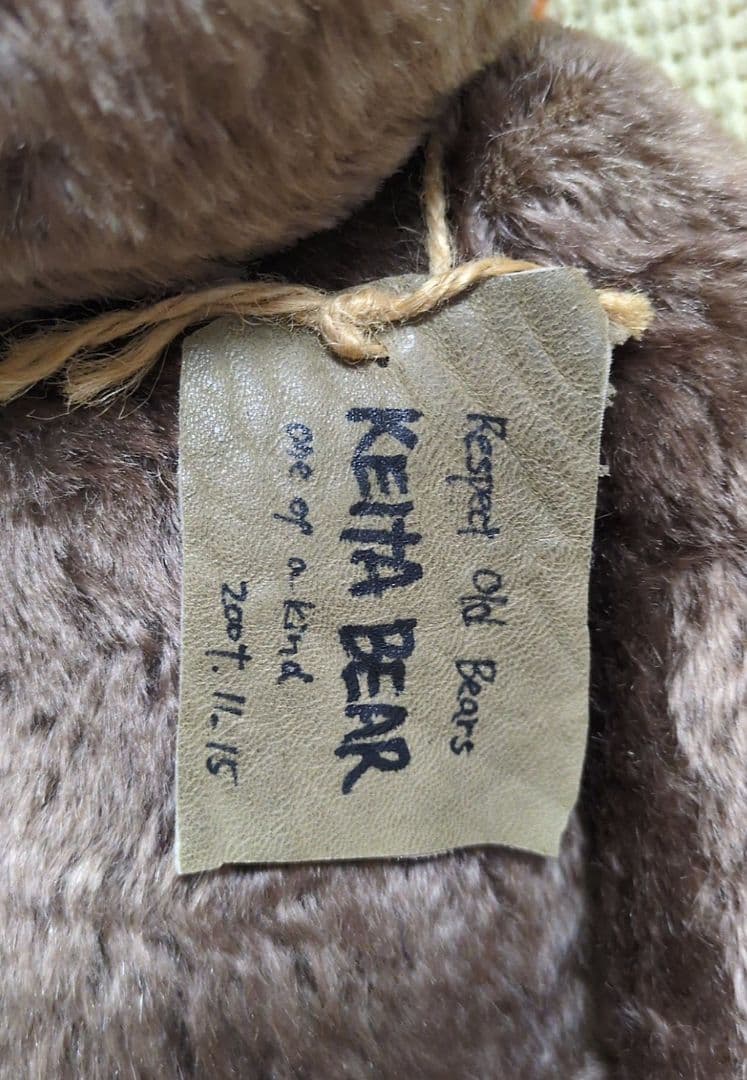 Respect Old Bears
KEITA BEAR
one of a kind
2007.11.15